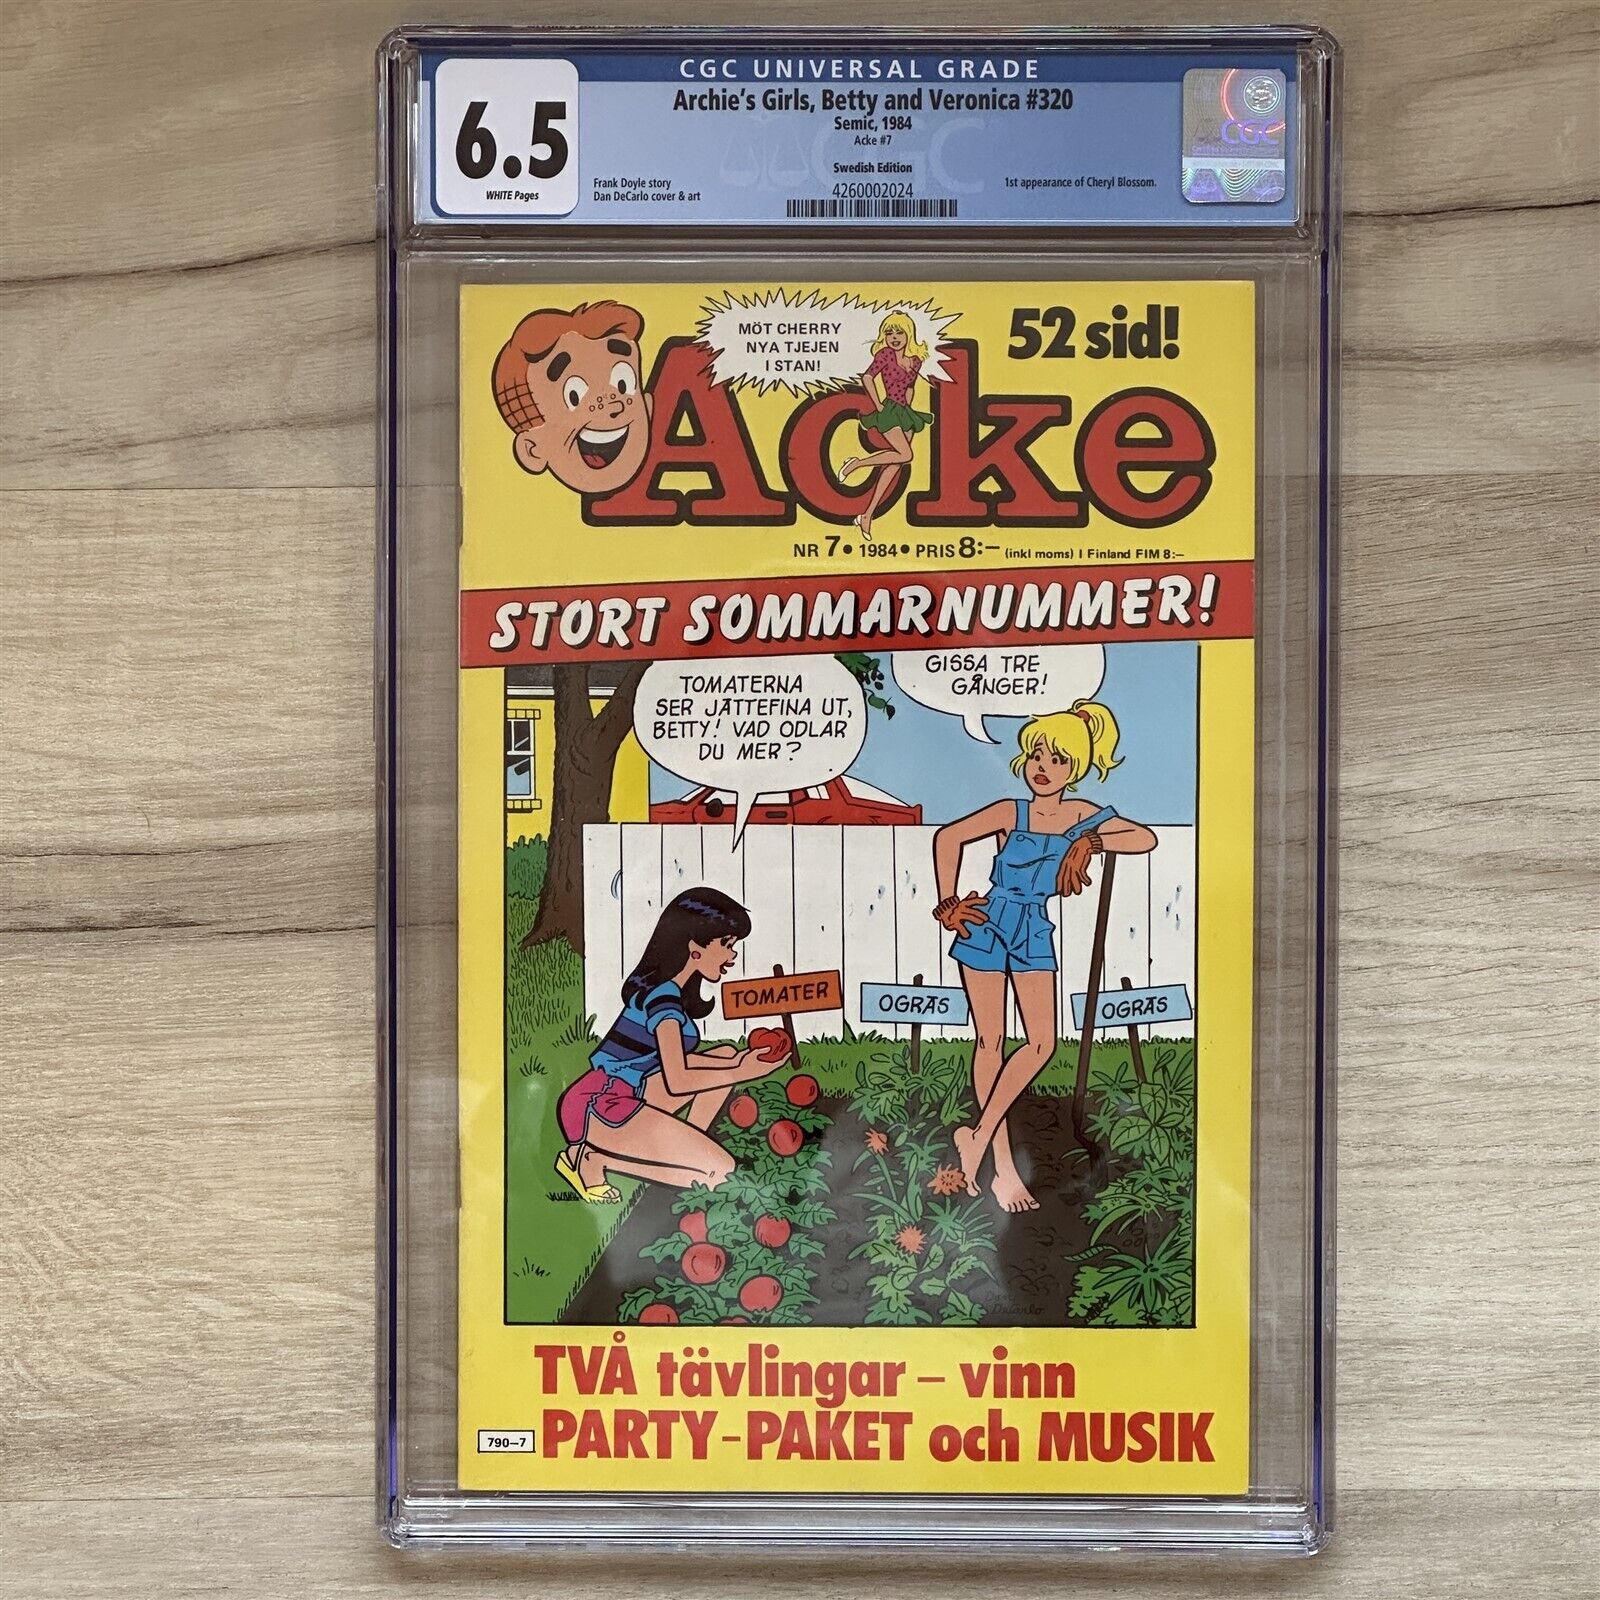 CGC UNIVERSAL GRADE
6.5
WHITE Pages
Archie's Girls, Betty and Veronica #320
Semic, 1984
Acke #7
Swedish Edition
4260002024
Frank Doyle story
Dan DeCarlo cover & art
1st appearance of Cheryl Blossom.
CGC
MÖT CHERRY
NYA TJEJEN
I STAN!
52 sid!
Acke
NR 7 • 1984 • PRIS 8:– (inkl moms) I Finland FIM 8:–
STORT SOMMARNUMMER!
TOMATERNA
SER JÄTTEFINA UT,
BETTY! VAD ODLAR
DU MER?
GISSA TRE
GÅNGER!
TOMATER
OGRÄS
OGRÄS
Dan
DeCarlo
TVÅ tävlingar – vinn
PARTY-PAKET och MUSIK
790–7